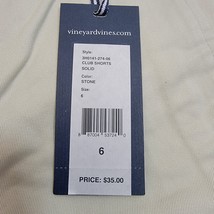 vineyardvines.com
Style:
3H0141-274-06
CLUB SHORTS
SOLID
Color:
STONE
Size:
6
6
PRICE: $35.00